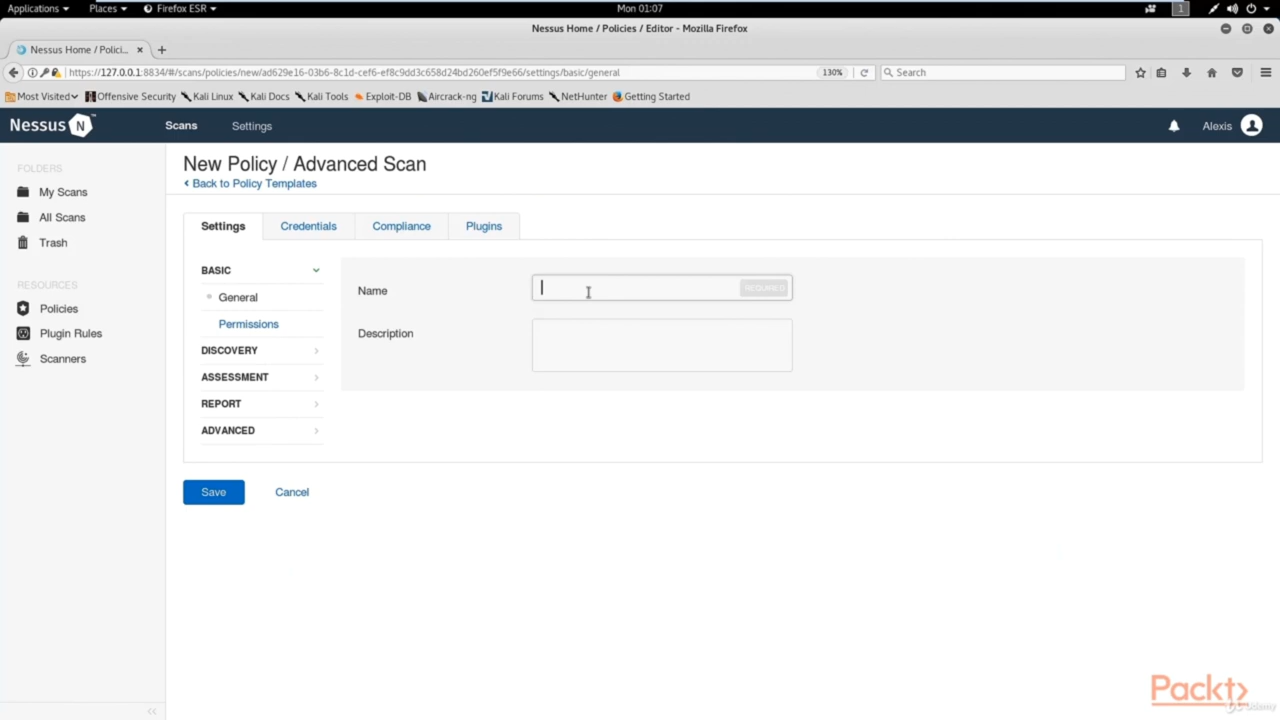 Applications Places Firefox ESR Mon 01:07 1
Nessus Home / Policies / Editor - Mozilla Firefox
Nessus Home / Polici...
https://127.0.0.1:8834/#/scans/policies/new/ad629e16-03b6-8c1d-cef6-ef8c9dd3c658d24bd260ef5f9e66/settings/basic/general 130% Search
Most Visited Offensive Security Kali Linux Kali Docs Kali Tools Exploit-DB Aircrack-ng Kali Forums NetHunter Getting Started
Nessus N Scans Settings Alexis
New Policy / Advanced Scan
Back to Policy Templates
FOLDERS
My Scans
All Scans
Trash
RESOURCES
Policies
Plugin Rules
Scanners
Settings Credentials Compliance Plugins
BASIC
General
Permissions
DISCOVERY
ASSESSMENT
REPORT
ADVANCED
Name REQUIRED
Description
Save Cancel
Packt
Udemy